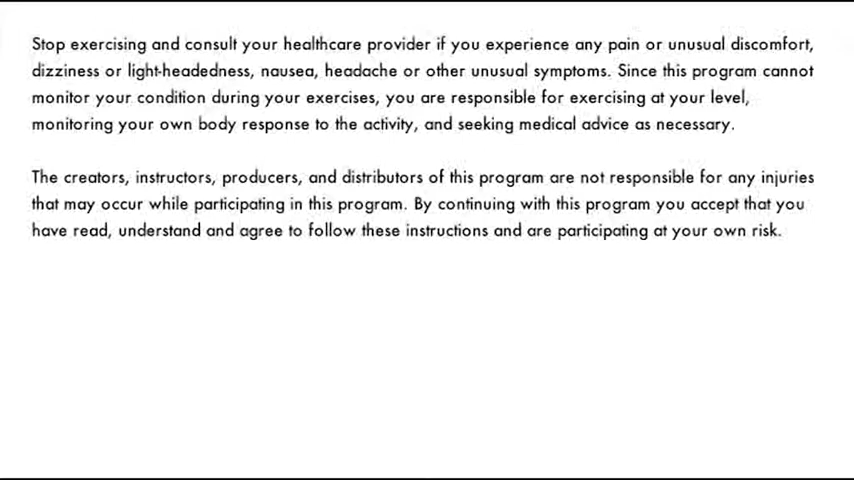 Stop exercising and consult your healthcare provider if you experience any pain or unusual discomfort,
dizziness or light-headedness, nausea, headache or other unusual symptoms. Since this program cannot
monitor your condition during your exercises, you are responsible for exercising at your level,
monitoring your own body response to the activity, and seeking medical advice as necessary.
The creators, instructors, producers, and distributors of this program are not responsible for any injuries
that may occur while participating in this program. By continuing with this program you accept that you
have read, understand and agree to follow these instructions and are participating at your own risk.